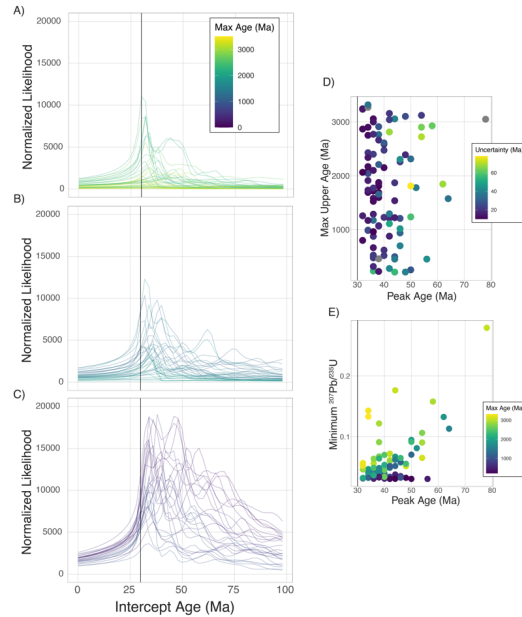 A)
20000
15000
10000
5000
0
Normalized Likelihood
Max Age (Ma)
3000
2000
1000
0
B)
20000
15000
10000
5000
0
Normalized Likelihood
C)
20000
15000
10000
5000
0
Normalized Likelihood
0 25 50 75 100
Intercept Age (Ma)
D)
3000
2000
1000
Max Upper Age (Ma)
30 40 50 60 70 80
Peak Age (Ma)
Uncertainty (Ma)
60
40
20
E)
0.2
0.1
Minimum ²⁰⁷Pb/²³⁵U
30 40 50 60 70 80
Peak Age (Ma)
Max Age (Ma)
3000
2000
1000